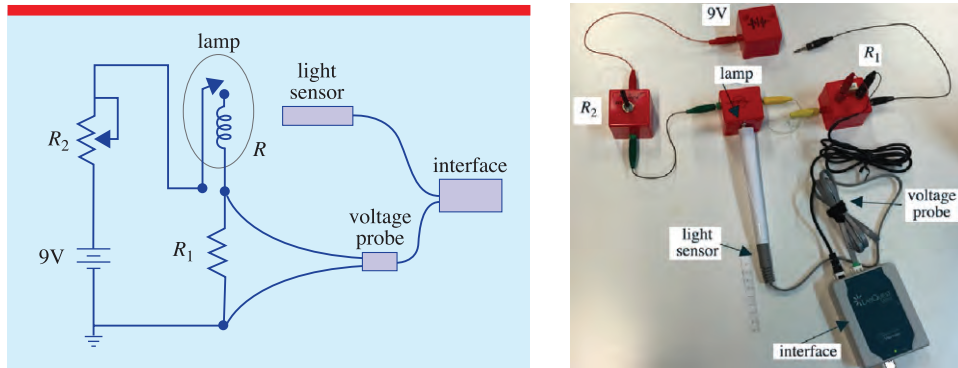 lamp
light
sensor
R2
R
interface
voltage
probe
R1
9V
9V
R1
lamp
R2
voltage
probe
light
sensor
interface